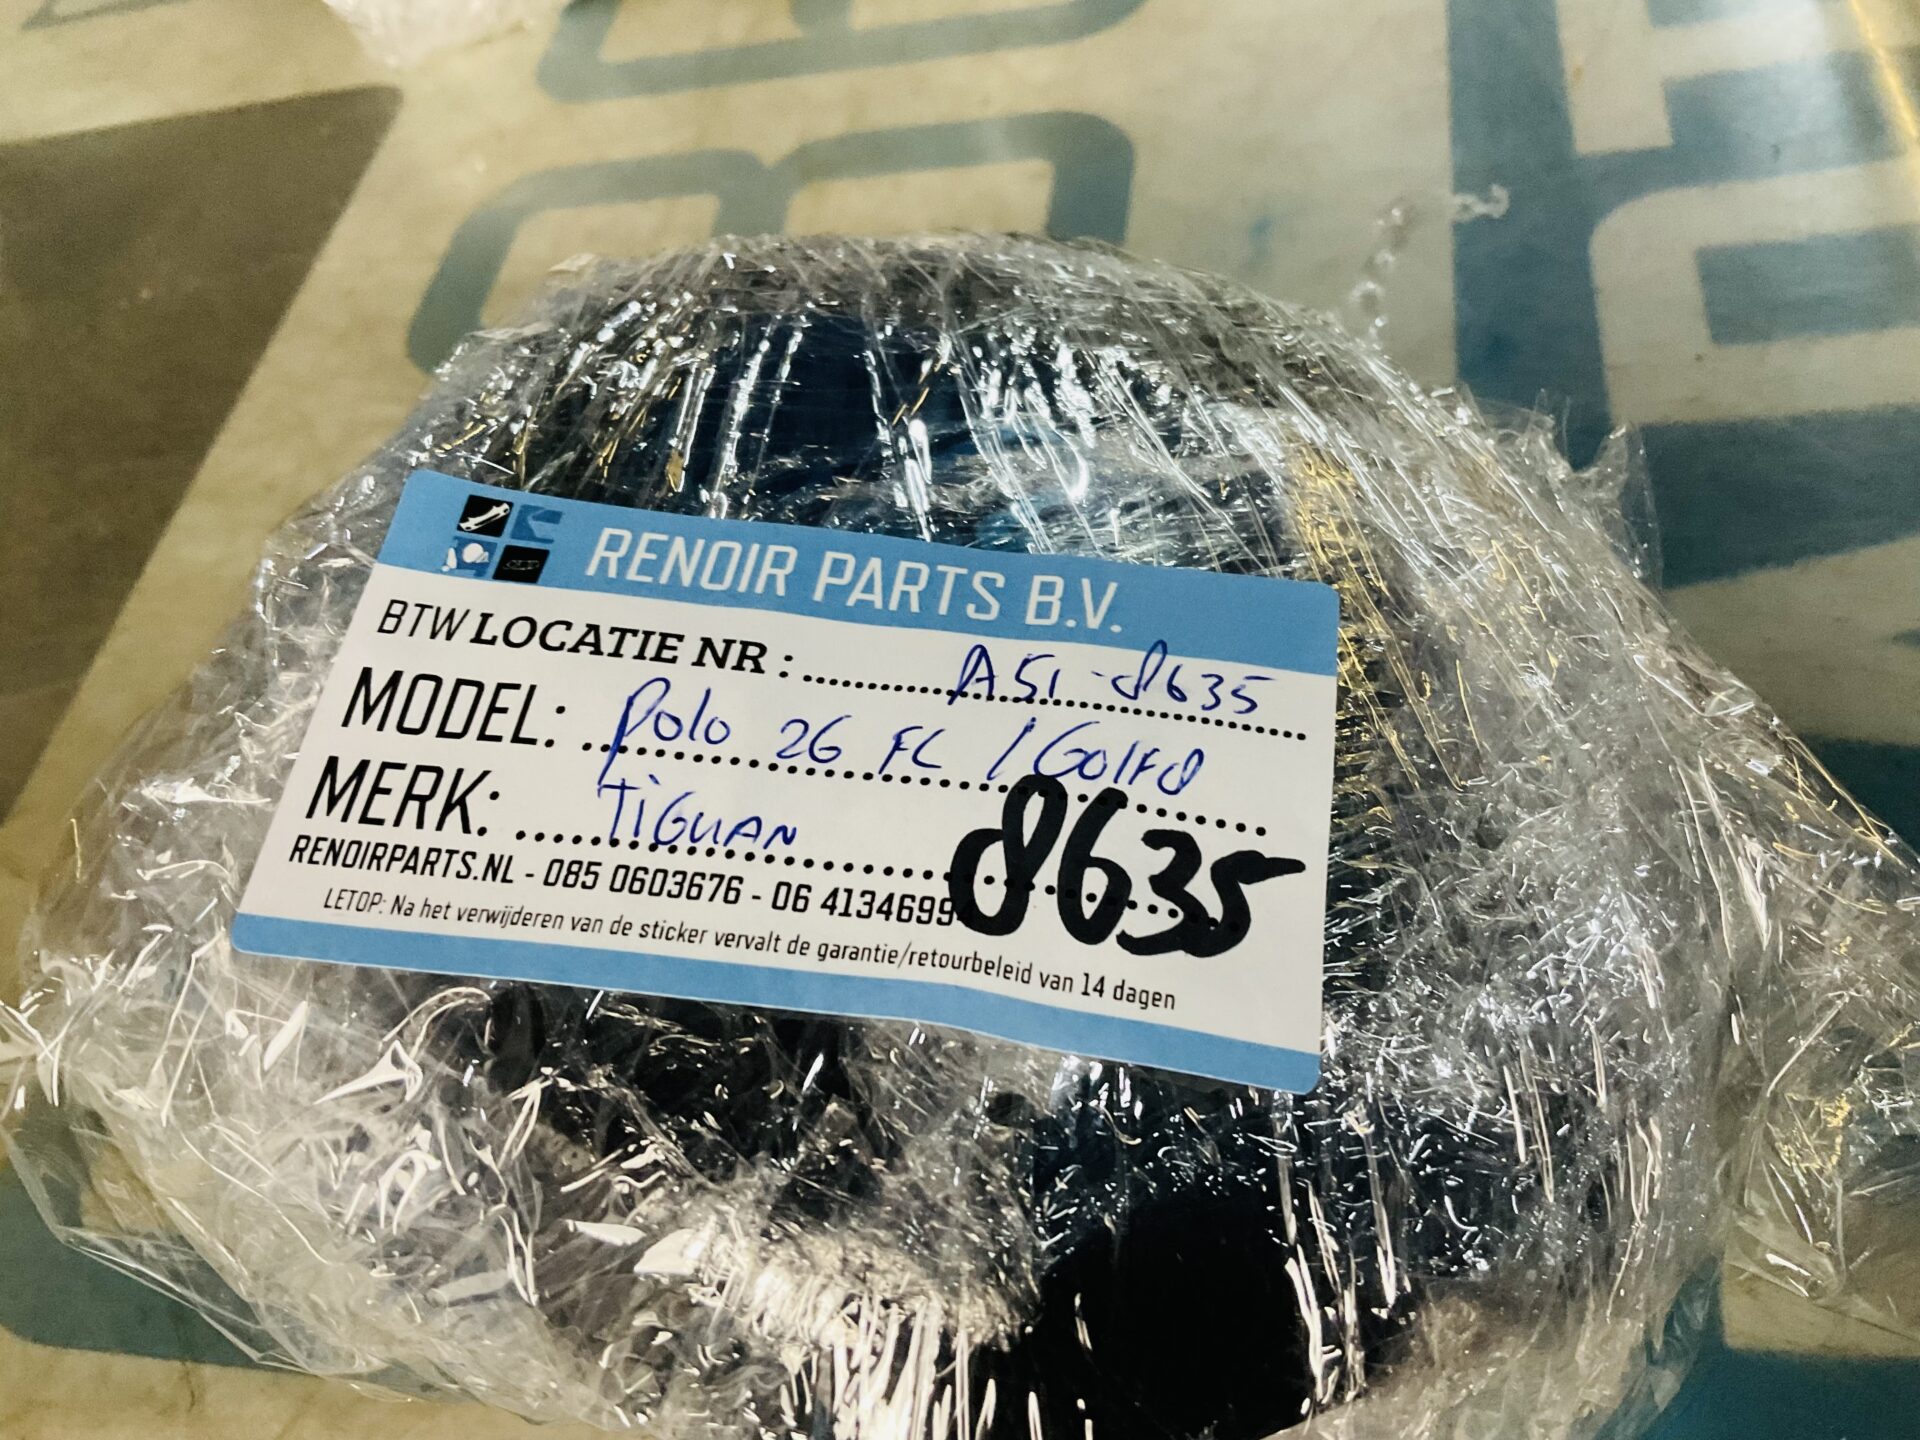 RENOIR PARTS B.V.
BTW LOCATIE NR : A51-8635
MODEL: Polo 2G FL / Golf 8
MERK: TiGUAN
8635
RENOIRPARTS.NL - 085 0603676 - 06 4134699
LETOP: Na het verwijderen van de sticker vervalt de garantie/retourbeleid van 14 dagen